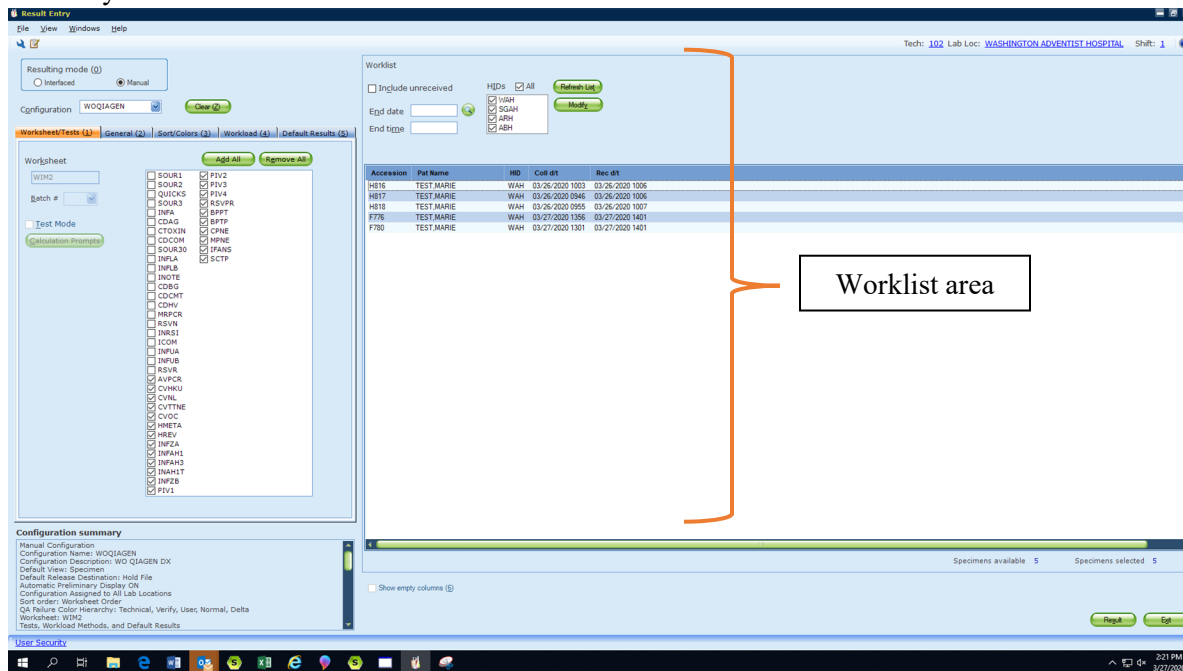 Result Entry
File View Windows Help
Tech: 102 Lab Loc: WASHINGTON ADVENTIST HOSPITAL Shift: 1
Resulting mode (0)
Interfaced Manual
Configuration WOQIAGEN Clear (Z)
Worksheet/Tests (1) General (2) Sort/Colors (3) Workload (4) Default Results (5)
Worksheet
Add All Remove All
WIM2
Batch #
Test Mode
Calculation Prompts
SOUR1 PIV2
SOUR2 PIV3
QUICKS PIV4
SOUR3 RSVPR
INFA BPPT
CDAG BPTP
CTOXIN CPNE
CDCOM MPNE
SOUR30 IFANS
INFLA SCTP
INFLB
INOTE
CDBG
CDCMT
CDHV
MRPCR
RSVN
INRSI
ICOM
INFUA
INFUB
RSVR
AVPCR
CVHKU
CVNL
CVTTNE
CVOC
HMETA
HREV
INFZA
INFAH1
INFAH3
INAH1T
INFZB
PIV1
Configuration summary
Manual Configuration
Configuration Name: WOQIAGEN
Configuration Description: WO QIAGEN DX
Default View: Specimen
Default Release Destination: Hold File
Automatic Preliminary Display ON
Configuration Assigned to All Lab Locations
Sort order: Worksheet Order
QA Failure Color Hierarchy: Technical, Verify, User, Normal, Delta
Worksheet: WIM2
Tests, Workload Methods, and Default Results
User Security
Worklist
Include unreceived
End date
End time
HIDs All Refresh List
WAH Modify
SGAH
ARH
ABH
Accession Pat Name HID Coll d/t Rec d/t
H816 TEST,MARIE WAH 03/26/2020 1003 03/26/2020 1006
H817 TEST,MARIE WAH 03/26/2020 0946 03/26/2020 1006
H818 TEST,MARIE WAH 03/26/2020 0955 03/26/2020 1007
F776 TEST,MARIE WAH 03/27/2020 1356 03/27/2020 1401
F780 TEST,MARIE WAH 03/27/2020 1301 03/27/2020 1401
Worklist area
Specimens available 5 Specimens selected 5
Show empty columns (6)
Result Exit
2:21 PM